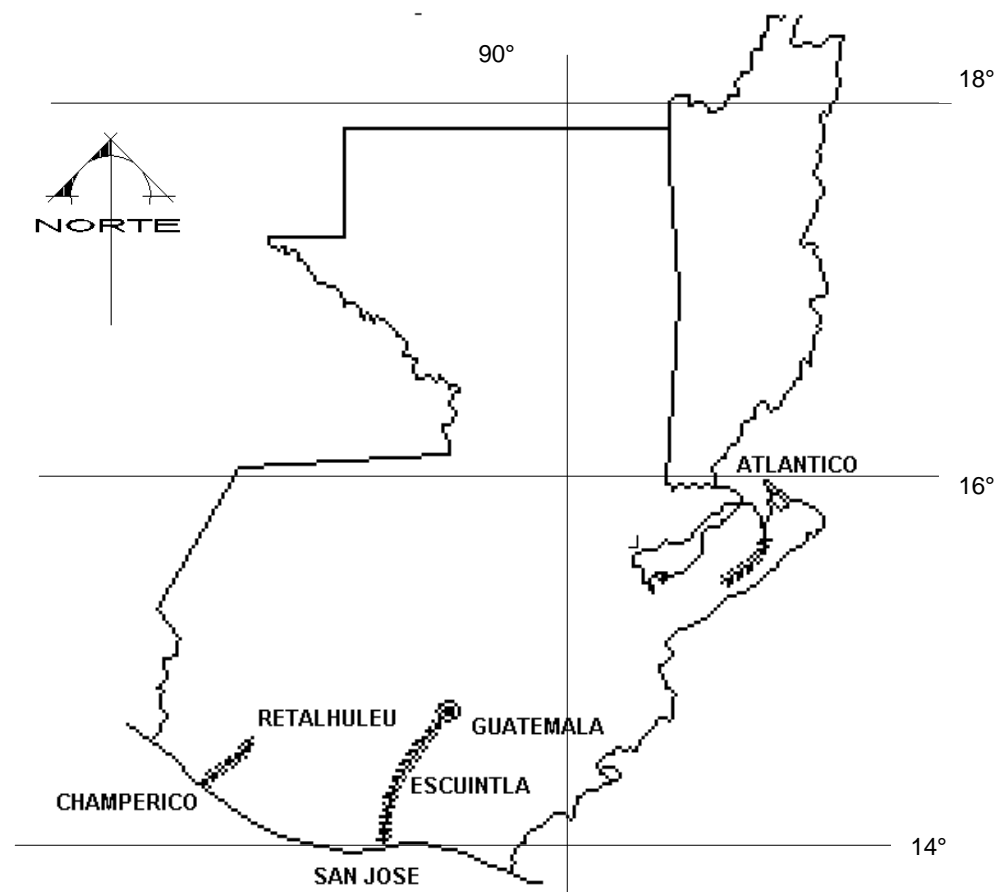 90°
18°
NORTE
ATLANTICO
16°
RETALHULEU
GUATEMALA
ESCUINTLA
CHAMPERICO
14°
SAN JOSE